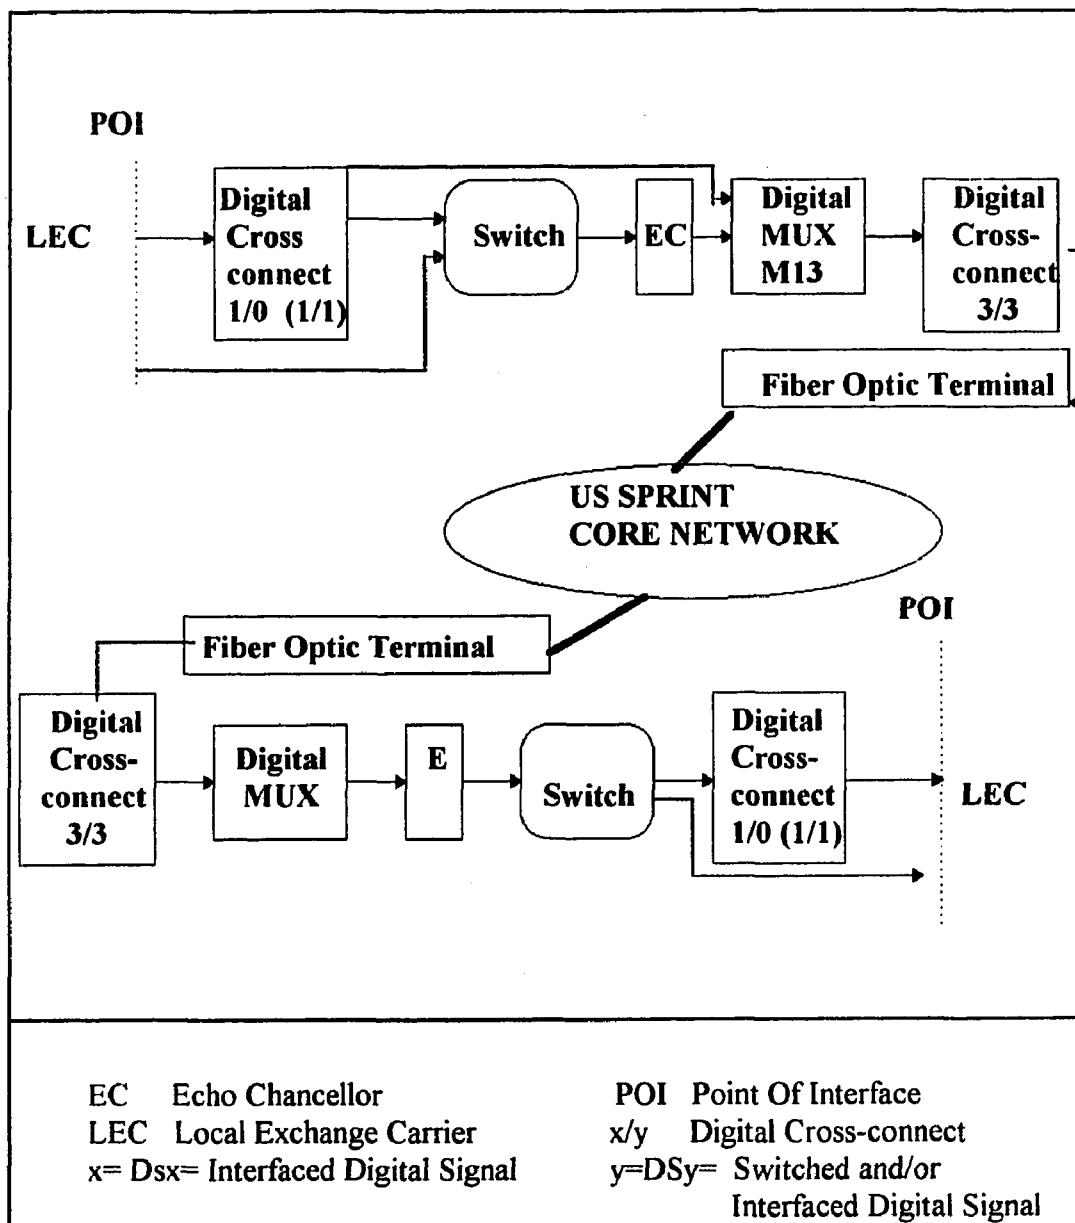 POI
LEC
Digital
Cross
connect
1/0 (1/1)
Switch
EC
Digital
MUX
M13
Digital
Cross-
connect
3/3
Fiber Optic Terminal
US SPRINT
CORE NETWORK
POI
Fiber Optic Terminal
Digital
Cross-
connect
3/3
Digital
MUX
E
Switch
Digital
Cross-
connect
1/0 (1/1)
LEC
EC Echo Chancellor
LEC Local Exchange Carrier
x= Dsx= Interfaced Digital Signal
POI Point Of Interface
x/y Digital Cross-connect
y=DSy= Switched and/or
Interfaced Digital Signal